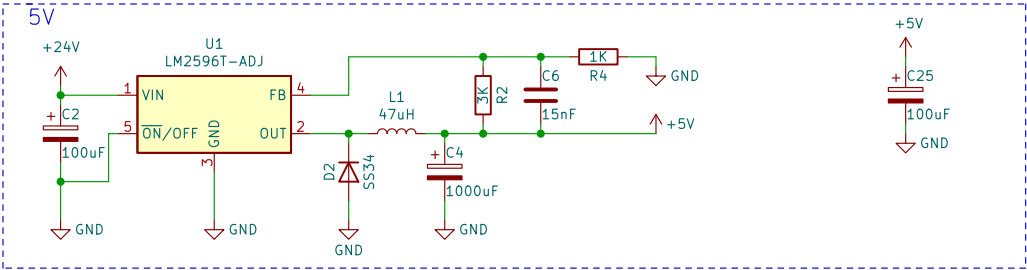 5V
+24V
U1
LM2596T-ADJ
+5V
1
VIN
FB
4
1K
R4
GND
C6
15nF
3K
R2
C25
100uF
C2
100uF
5
ON/OFF
GND
OUT
2
L1
47uH
+5V
3
D2
SS34
C4
1000uF
GND
GND
GND
GND
GND